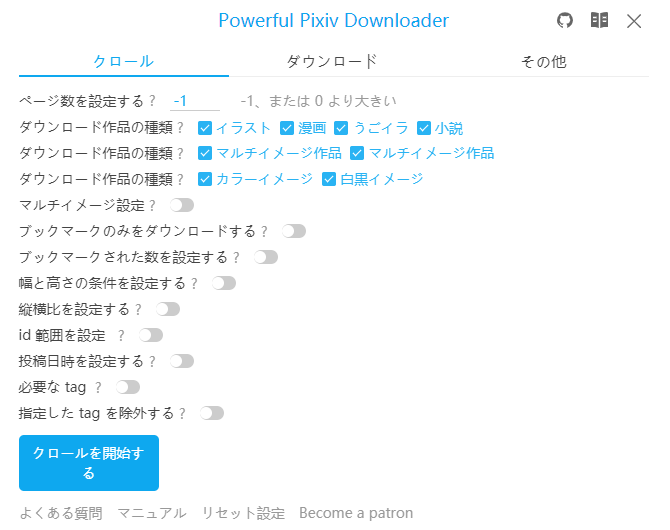 Powerful Pixiv Downloader
クロール ダウンロード その他
ページ数を設定する ? -1 -1、または 0 より大きい
ダウンロード作品の種類 ? イラスト 漫画 うごイラ 小説
ダウンロード作品の種類 ? マルチイメージ作品 マルチイメージ作品
ダウンロード作品の種類 ? カラーイメージ 白黒イメージ
マルチイメージ設定 ?
ブックマークのみをダウンロードする ?
ブックマークされた数を設定する ?
幅と高さの条件を設定する ?
縦横比を設定する ?
id 範囲を設定 ?
投稿日時を設定する ?
必要な tag ?
指定した tag を除外する ?
クロールを開始す
る
よくある質問 マニュアル リセット設定 Become a patron